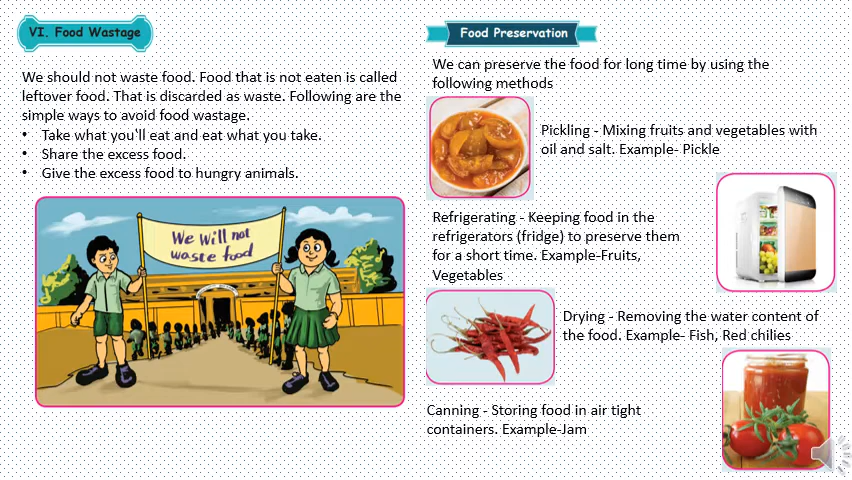 VI. Food Wastage
We should not waste food. Food that is not eaten is called
leftover food. That is discarded as waste. Following are the
simple ways to avoid food wastage.
• Take what you'll eat and eat what you take.
• Share the excess food.
• Give the excess food to hungry animals.
We will not
waste food
Food Preservation
We can preserve the food for long time by using the
following methods
Pickling - Mixing fruits and vegetables with
oil and salt. Example- Pickle
Refrigerating - Keeping food in the
refrigerators (fridge) to preserve them
for a short time. Example-Fruits,
Vegetables
Drying - Removing the water content of
the food. Example- Fish, Red chilies
Canning - Storing food in air tight
containers. Example-Jam